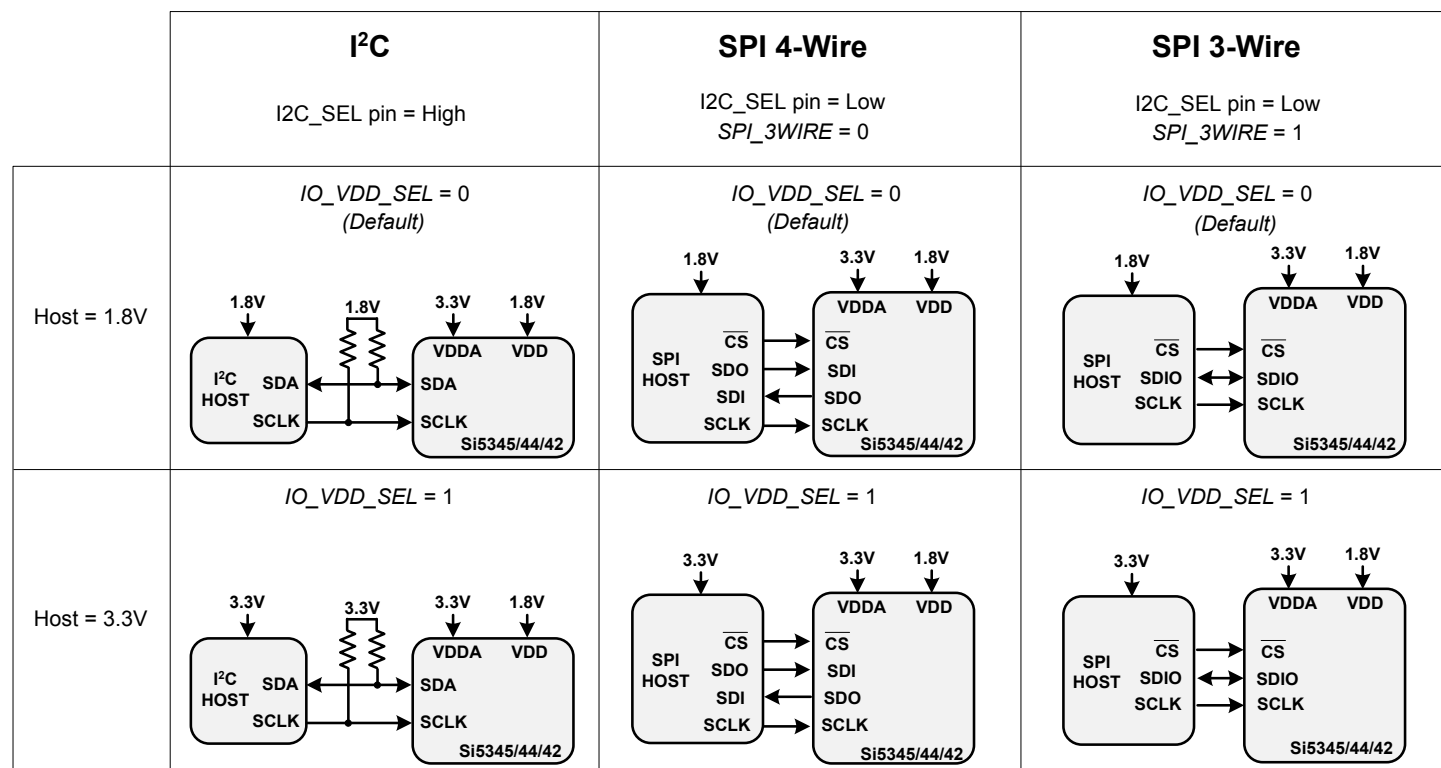 I²C
I2C_SEL pin = High
SPI 4-Wire
I2C_SEL pin = Low
SPI_3WIRE = 0
SPI 3-Wire
I2C_SEL pin = Low
SPI_3WIRE = 1
Host = 1.8V
IO_VDD_SEL = 0
(Default)
1.8V 1.8V 3.3V 1.8V
VDDA VDD
I²C HOST
SDA SDA
SCLK SCLK
Si5345/44/42
IO_VDD_SEL = 0
(Default)
1.8V 3.3V 1.8V
VDDA VDD
SPI HOST
CS CS
SDO SDI
SDI SDO
SCLK SCLK
Si5345/44/42
IO_VDD_SEL = 0
(Default)
1.8V 3.3V 1.8V
VDDA VDD
SPI HOST
CS CS
SDIO SDIO
SCLK SCLK
Si5345/44/42
Host = 3.3V
IO_VDD_SEL = 1
3.3V 3.3V 3.3V 1.8V
VDDA VDD
I²C HOST
SDA SDA
SCLK SCLK
Si5345/44/42
IO_VDD_SEL = 1
3.3V 3.3V 1.8V
VDDA VDD
SPI HOST
CS CS
SDO SDI
SDI SDO
SCLK SCLK
Si5345/44/42
IO_VDD_SEL = 1
3.3V 3.3V 1.8V
VDDA VDD
SPI HOST
CS CS
SDIO SDIO
SCLK SCLK
Si5345/44/42